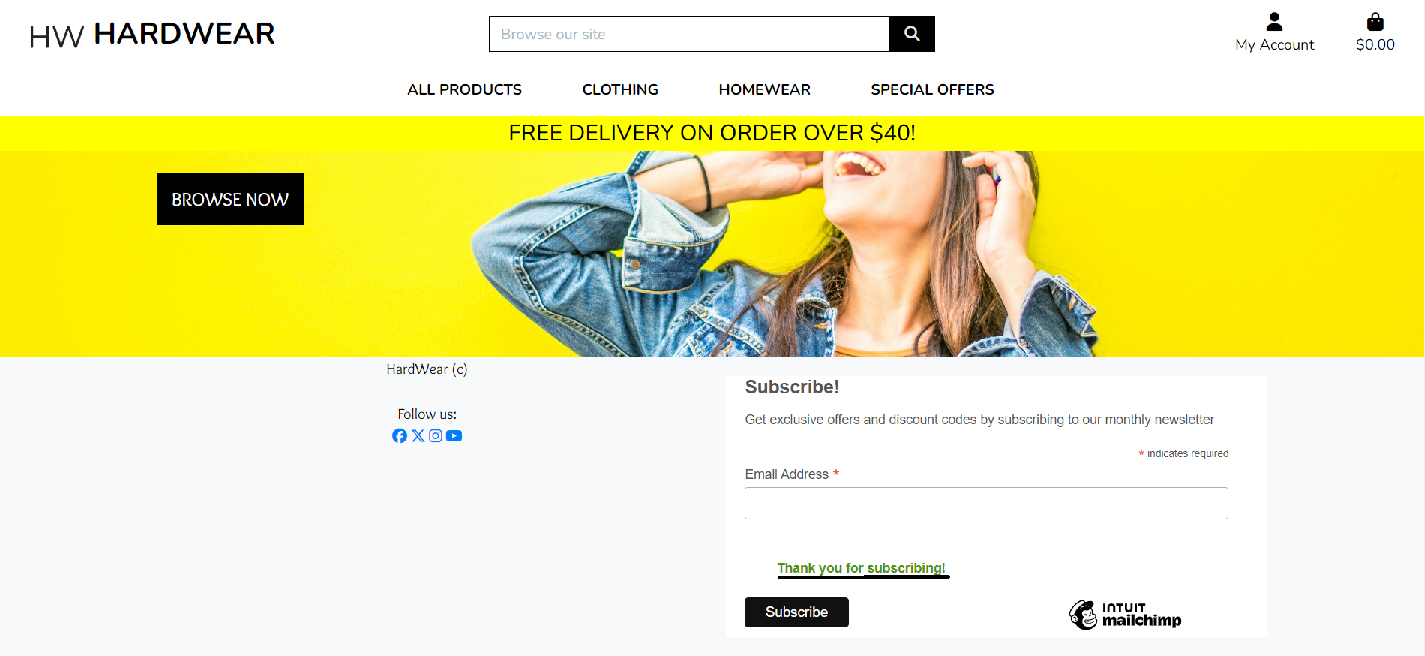 HW HARDWEAR
Browse our site
My Account
$0.00
ALL PRODUCTS CLOTHING HOMEWEAR SPECIAL OFFERS
FREE DELIVERY ON ORDER OVER $40!
BROWSE NOW
HardWear (c)
Follow us:
Subscribe!
Get exclusive offers and discount codes by subscribing to our monthly newsletter
* indicates required
Email Address *
Thank you for subscribing!
Subscribe
INTUIT
mailchimp